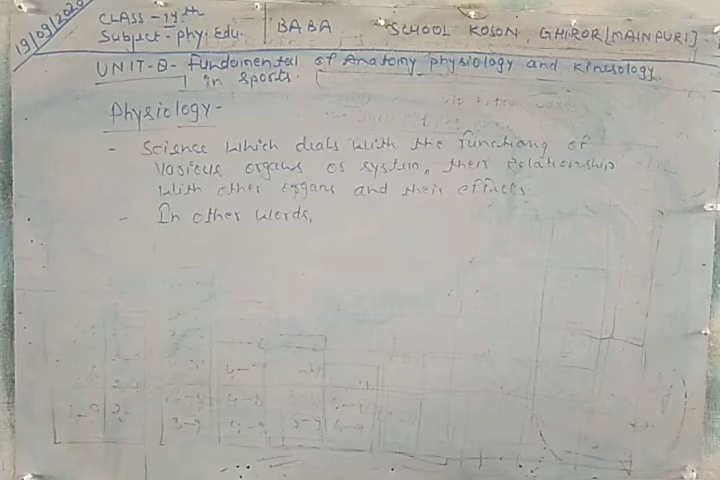 19/09/2020
CLASS - 11th
Subject - phy. Edu.
BABA SCHOOL KOSON, GHIROR [MAINPURI]
UNIT-8- Fundamental of Anatomy physiology and Kinesology
in sports.
Physiology -
- Science which deals with the functiong of
various organs or system, their relationship
with other organs and their effects
- In other words,